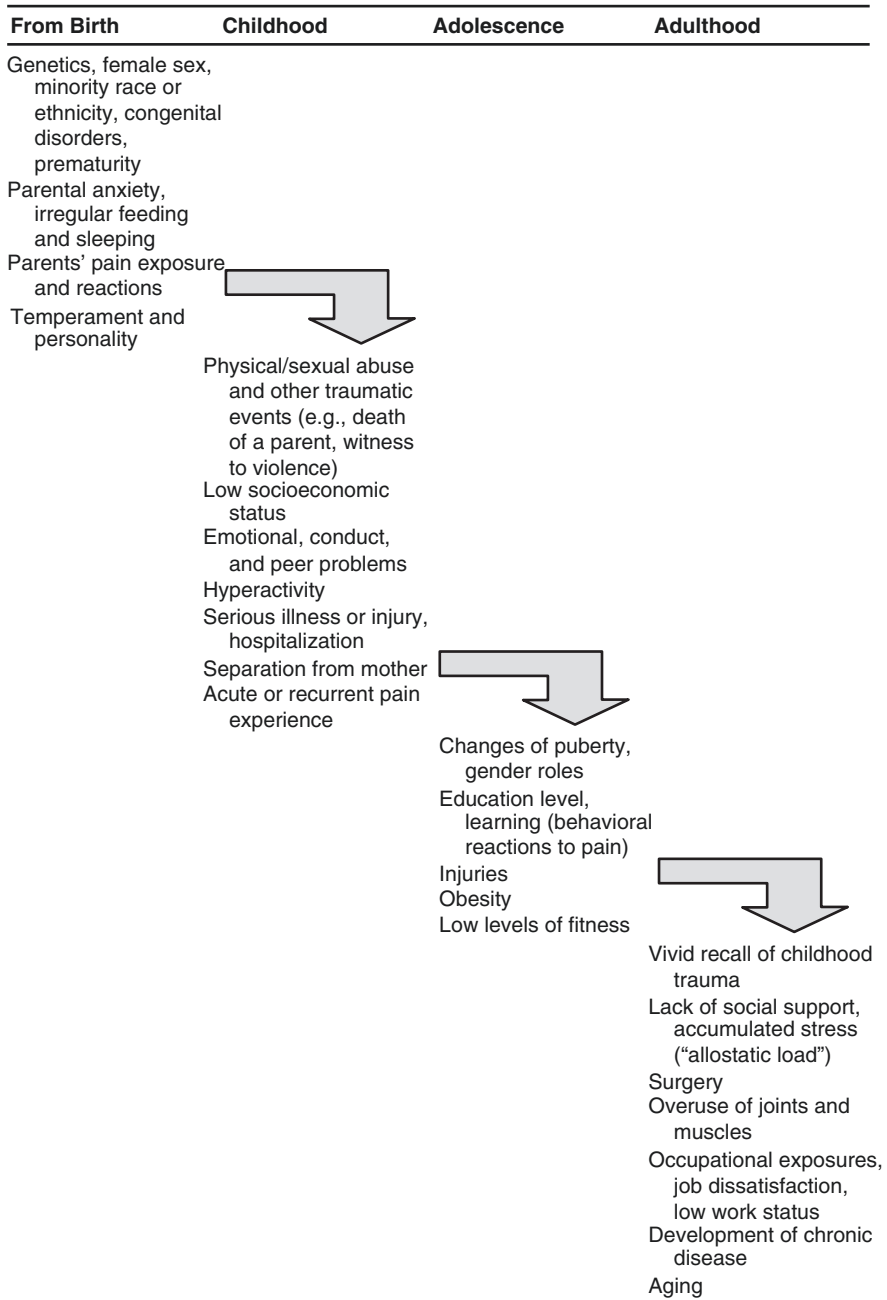 From Birth Childhood Adolescence Adulthood
Genetics, female sex,
minority race or
ethnicity, congenital
disorders,
prematurity
Parental anxiety,
irregular feeding
and sleeping
Parents’ pain exposure
and reactions
Temperament and
personality
Physical/sexual abuse
and other traumatic
events (e.g., death
of a parent, witness
to violence)
Low socioeconomic
status
Emotional, conduct,
and peer problems
Hyperactivity
Serious illness or injury,
hospitalization
Separation from mother
Acute or recurrent pain
experience
Changes of puberty,
gender roles
Education level,
learning (behavioral
reactions to pain)
Injuries
Obesity
Low levels of fitness
Vivid recall of childhood
trauma
Lack of social support,
accumulated stress
(“allostatic load”)
Surgery
Overuse of joints and
muscles
Occupational exposures,
job dissatisfaction,
low work status
Development of chronic
disease
Aging